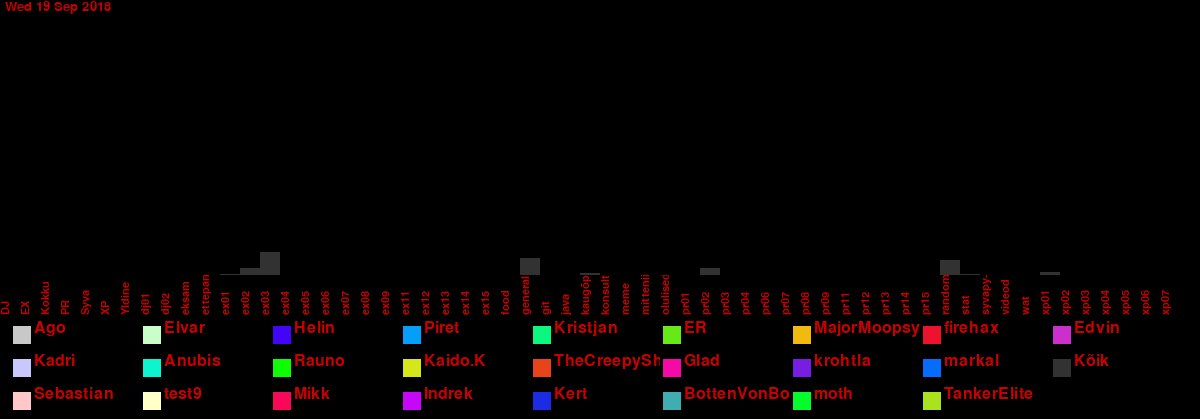 Wed 19 Sep 2018
DJ EX Kokku PR Syva XP Yldine dj01 dj02 eksam ettepan ex01 ex02 ex03 ex04 ex05 ex06 ex07 ex08 ex09 ex11 ex12 ex13 ex14 ex15 food general git java kaugõp konsult meme mitteni olulised pr01 pr02 pr03 pr04 pr06 pr07 pr08 pr09 pr11 pr12 pr13 pr14 pr15 random stat syvapy- videod wat xp01 xp02 xp03 xp04 xp05 xp06 xp07
Ago Elvar Helin Piret Kristjan ER MajorMoopsy firehax Edvin
Kadri Anubis Rauno Kaido.K TheCreepySh Glad krohtla markal Kõik
Sebastian test9 Mikk Indrek Kert BottenVonBo moth TankerElite